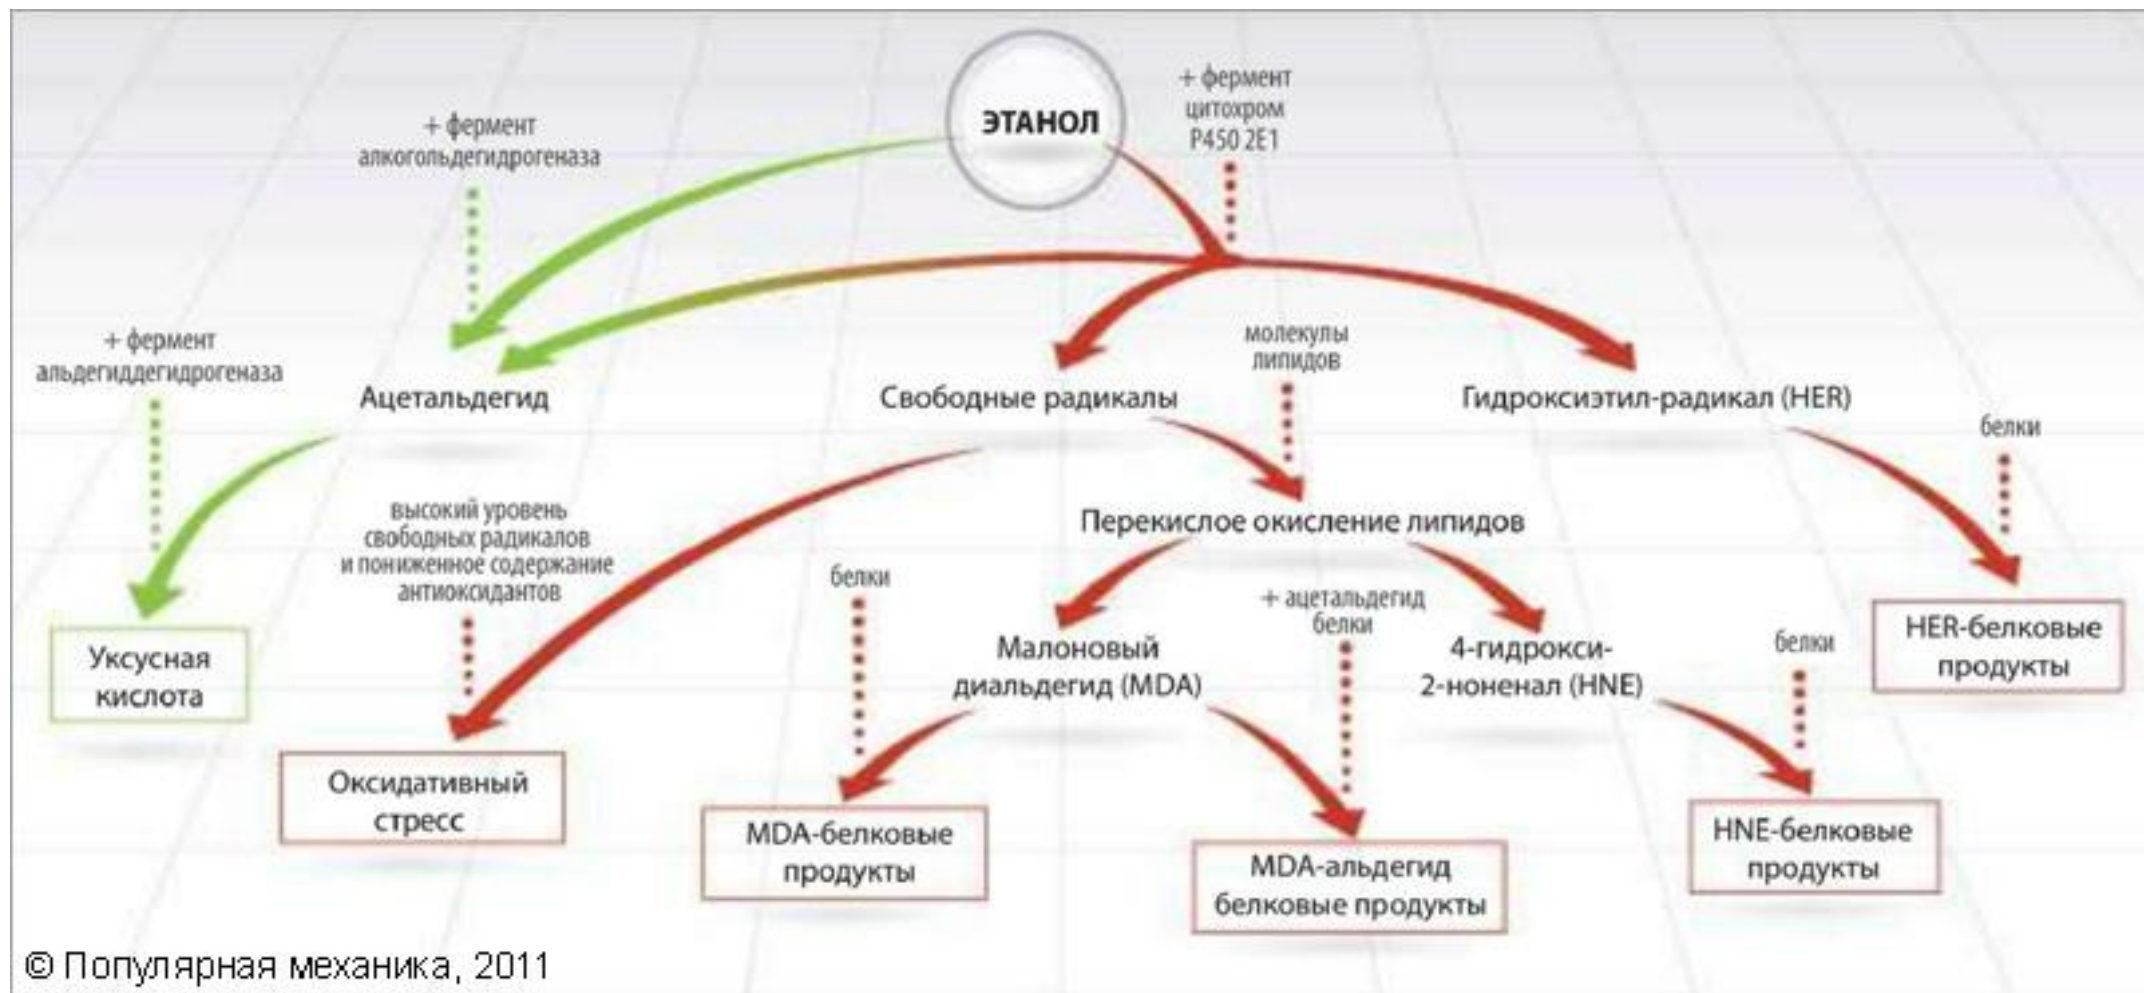 ЭТАНОЛ
+ фермент
цитохром
P450 2E1
+ фермент
алкогольдегидрогеназа
+ фермент
альдегиддегидрогеназа
молекулы
липидов
Ацетальдегид
Свободные радикалы
Гидроксиэтил-радикал (HER)
белки
высокий уровень
свободных радикалов
и пониженное содержание
антиоксидантов
Перекислое окисление липидов
белки
+ ацетальдегид
белки
Малоновый
диальдегид (MDA)
4-гидрокси-
2-ноненал (HNE)
белки
HER-белковые
продукты
Уксусная
кислота
Оксидативный
стресс
MDA-белковые
продукты
MDA-альдегид
белковые продукты
HNE-белковые
продукты
© Популярная механика, 2011